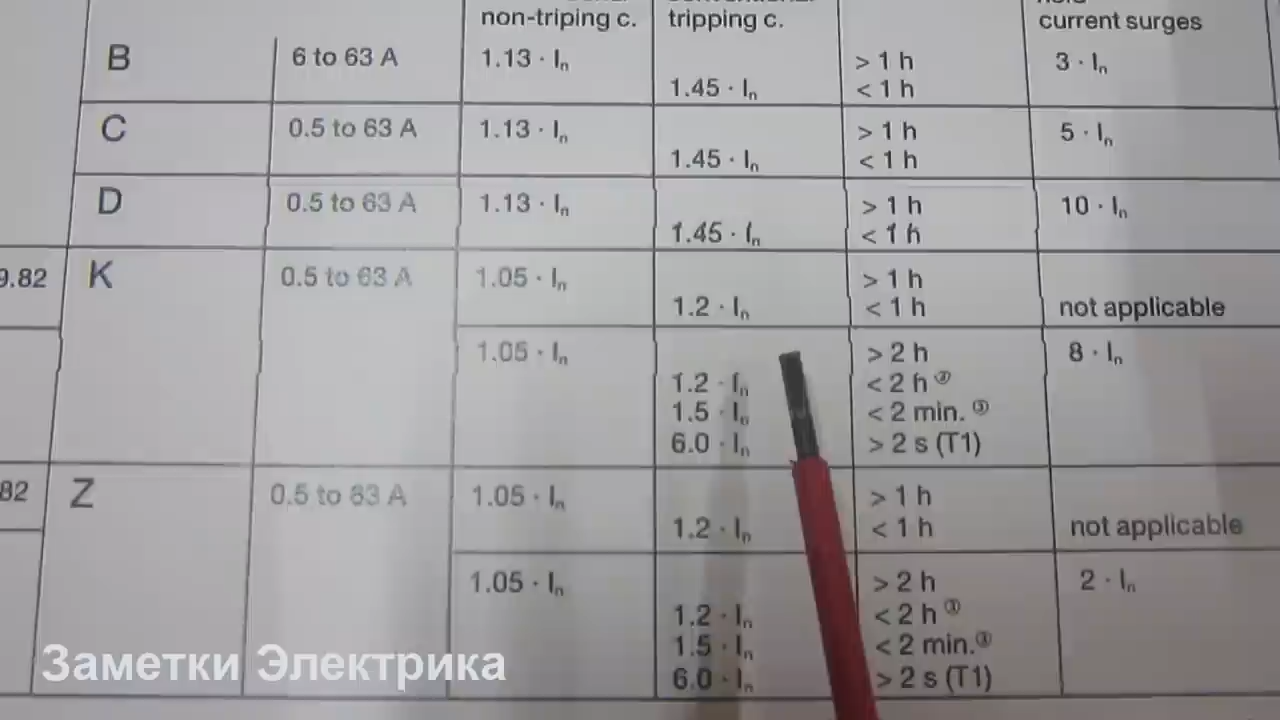 non-triping c. tripping c. current surges
B 6 to 63 A 1.13 · In > 1 h 3 · In
1.45 · In < 1 h
C 0.5 to 63 A 1.13 · In > 1 h 5 · In
1.45 · In < 1 h
D 0.5 to 63 A 1.13 · In > 1 h 10 · In
1.45 · In < 1 h
9.82 K 0.5 to 63 A 1.05 · In > 1 h
1.2 · In < 1 h not applicable
1.05 · In > 2 h 8 · In
1.2 · In < 2 h
1.5 · In < 2 min. ③
6.0 · In > 2 s (T1)
82 Z 0.5 to 63 A 1.05 · In > 1 h
1.2 · In < 1 h not applicable
1.05 · In > 2 h 2 · In
1.2 · In < 2 h
1.5 · In < 2 min. ③
6.0 · In > 2 s (T1)
Заметки Электрика